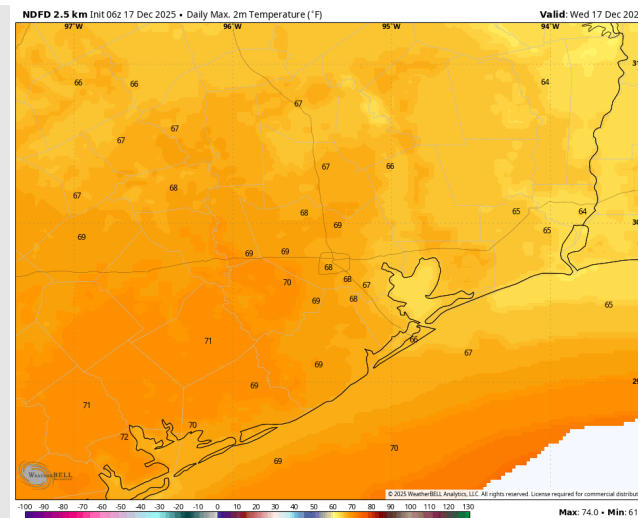 NDFD 2.5 km Init 06z 17 Dec 2025 • Daily Max. 2m Temperature (°F)
Valid: Wed 17 Dec 202
97°W 96°W 95°W 94°W
31
66 66 64
67
67
67
67 66
68
67
68 65 64
69 65
30
69
69 69
68
70 68 67
69 68
65
71 66
67
69
29
69
71
70
72
70
69
WEATHERBELL
© 2025 WeatherBELL Analytics, LLC. All rights reserved. License required for commercial distribut
-100 -90 -80 -70 -60 -50 -40 -30 -20 -10 0 10 20 30 40 50 60 70 80 90 100 110 120 130
Max: 74.0 • Min: 61